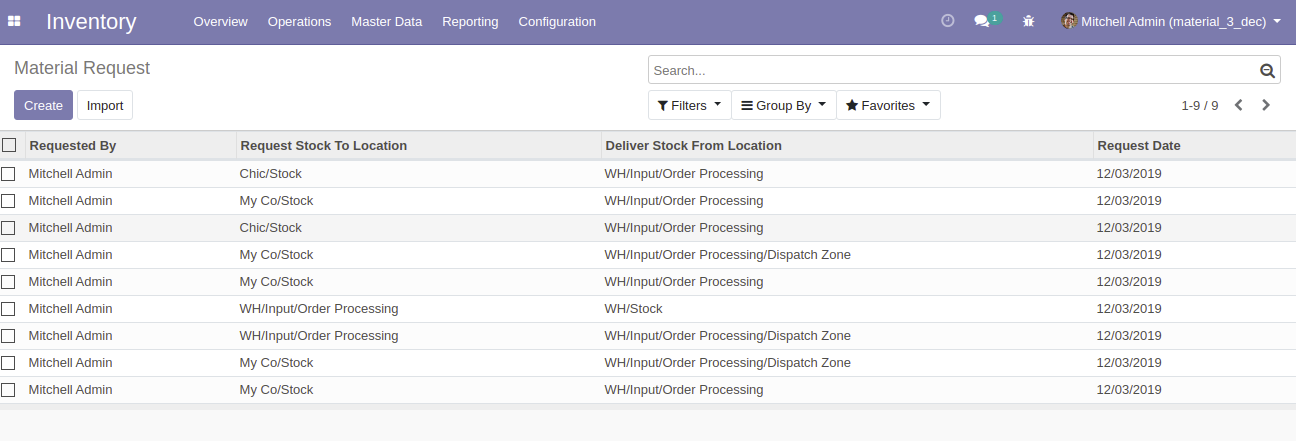 Inventory Overview Operations Master Data Reporting Configuration 1 Mitchell Admin (material_3_dec)
Material Request
Search...
Create Import Filters Group By Favorites 1-9 / 9
Requested By Request Stock To Location Deliver Stock From Location Request Date
Mitchell Admin Chic/Stock WH/Input/Order Processing 12/03/2019
Mitchell Admin My Co/Stock WH/Input/Order Processing 12/03/2019
Mitchell Admin Chic/Stock WH/Input/Order Processing 12/03/2019
Mitchell Admin My Co/Stock WH/Input/Order Processing/Dispatch Zone 12/03/2019
Mitchell Admin My Co/Stock WH/Input/Order Processing 12/03/2019
Mitchell Admin WH/Input/Order Processing WH/Stock 12/03/2019
Mitchell Admin WH/Input/Order Processing WH/Input/Order Processing/Dispatch Zone 12/03/2019
Mitchell Admin My Co/Stock WH/Input/Order Processing/Dispatch Zone 12/03/2019
Mitchell Admin My Co/Stock WH/Input/Order Processing 12/03/2019